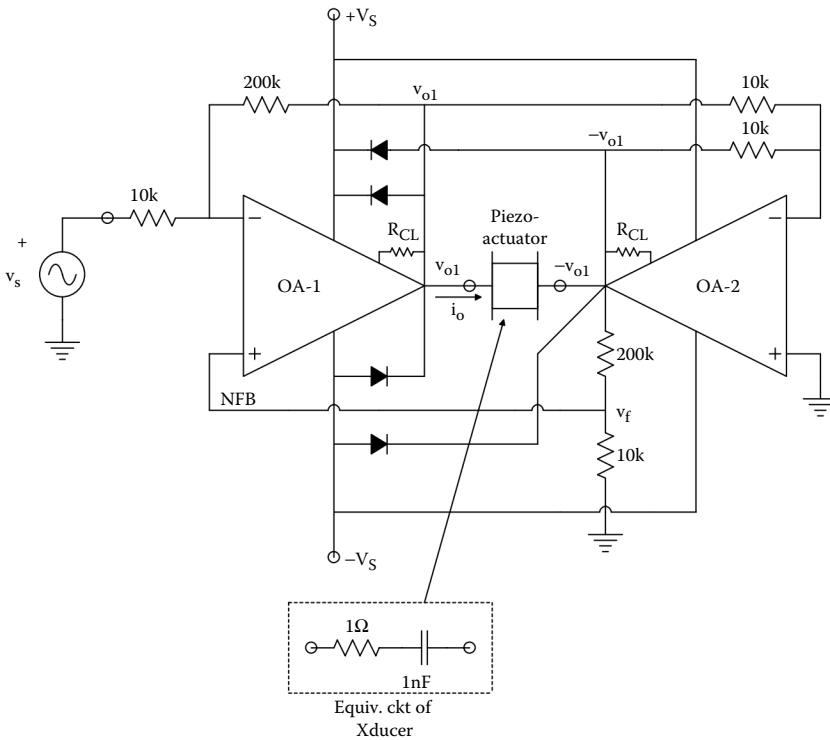 +V_S
200k
v_o1
10k
−v_o1
10k
10k
−
−
R_CL
Piezo-
actuator
R_CL
+
v_s
OA-1
v_o1
−v_o1
OA-2
i_o
+
+
200k
NFB
v_f
10k
−V_S
1Ω
1nF
Equiv. ckt of
Xducer